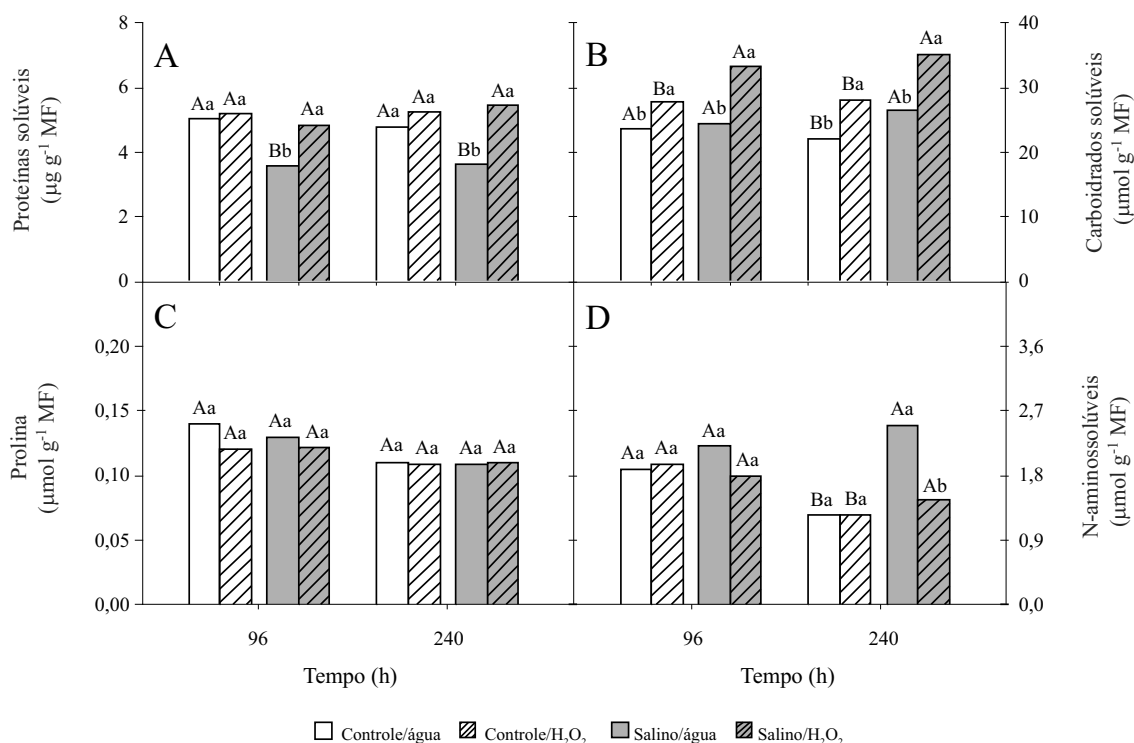 A
B
Proteínas solúveis
(µg g⁻¹ MF)
8
6
4
2
0
Aa Aa Bb Aa Aa Aa Bb Aa
Carboidrados solúveis
(µmol g⁻¹ MF)
40
30
20
10
0
Ab Ba Ab Aa Bb Ba Ab Aa
C
D
Prolina
(µmol g⁻¹ MF)
0,20
0,15
0,10
0,05
0,00
Aa Aa Aa Aa Aa Aa Aa Aa
N-aminossolúveis
(µmol g⁻¹ MF)
3,6
2,7
1,8
0,9
0,0
Aa Aa Aa Aa Ba Ba Aa Ab
96 240
96 240
Tempo (h)
Tempo (h)
Controle/água Controle/H₂O₂ Salino/água Salino/H₂O₂